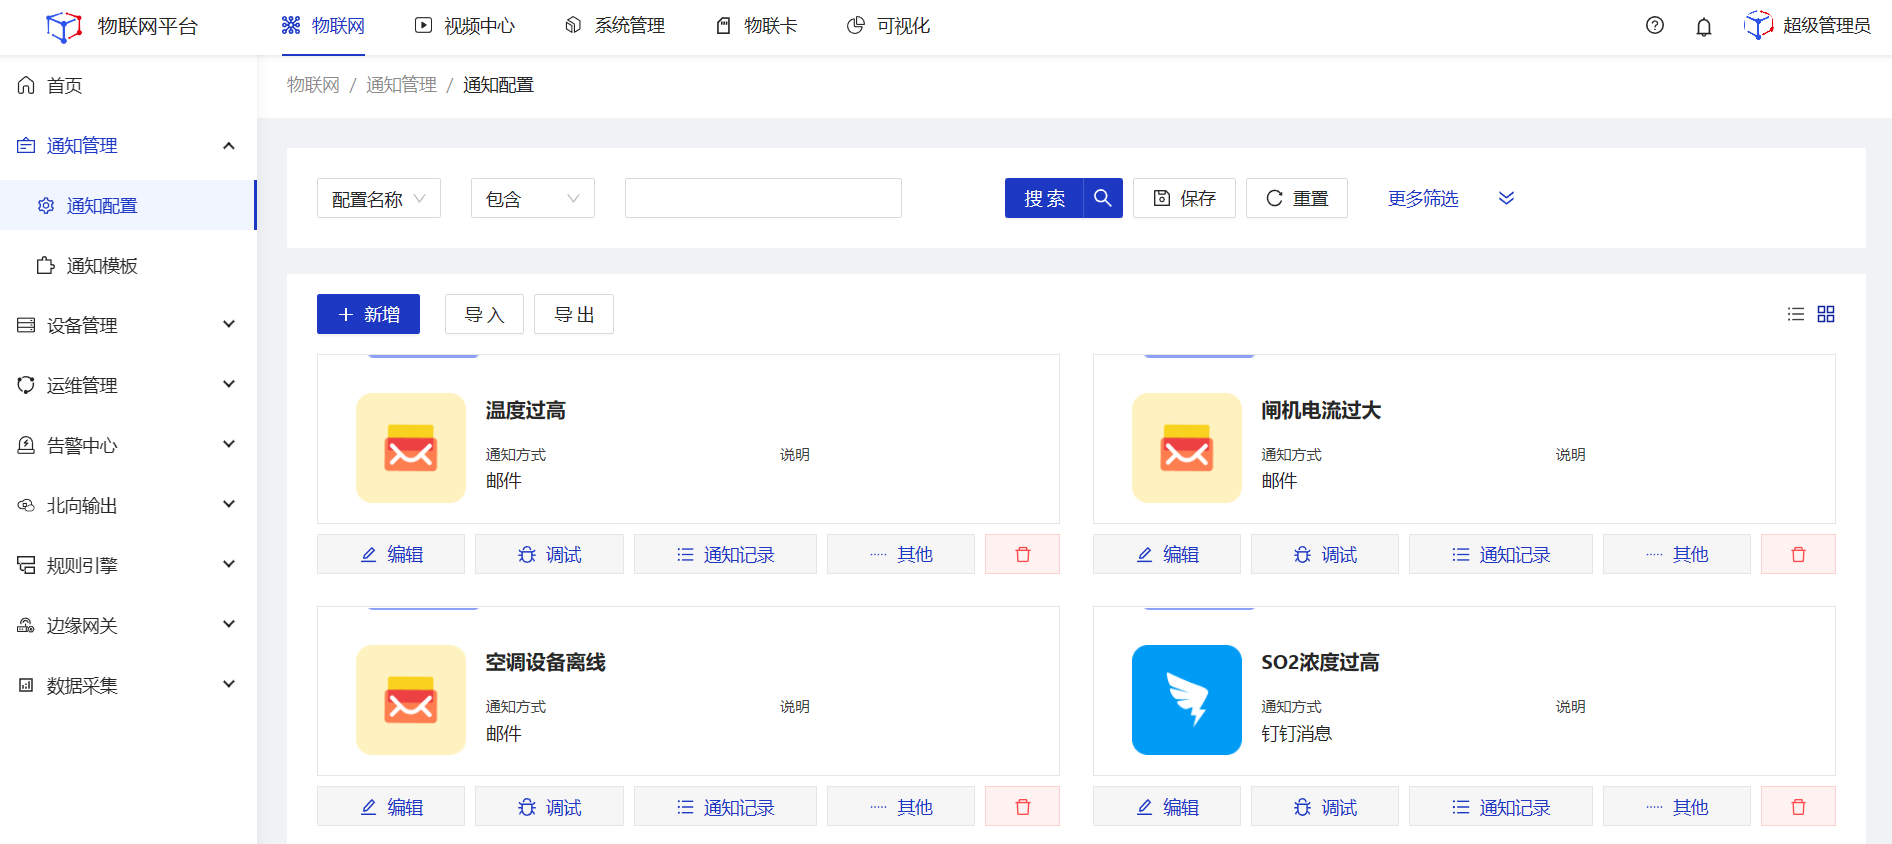 物联网平台
物联网
视频中心
系统管理
物联卡
可视化
超级管理员
首页
通知管理
通知配置
通知模板
设备管理
运维管理
告警中心
北向输出
规则引擎
边缘网关
数据采集
物联网 / 通知管理 / 通知配置
配置名称
包含
搜 索
保存
重置
更多筛选
新增
导 入
导 出
温度过高
通知方式
说明
邮件
编辑
调试
通知记录
其他
闸机电流过大
通知方式
说明
邮件
编辑
调试
通知记录
其他
空调设备离线
通知方式
说明
邮件
编辑
调试
通知记录
其他
SO2浓度过高
通知方式
说明
钉钉消息
编辑
调试
通知记录
其他